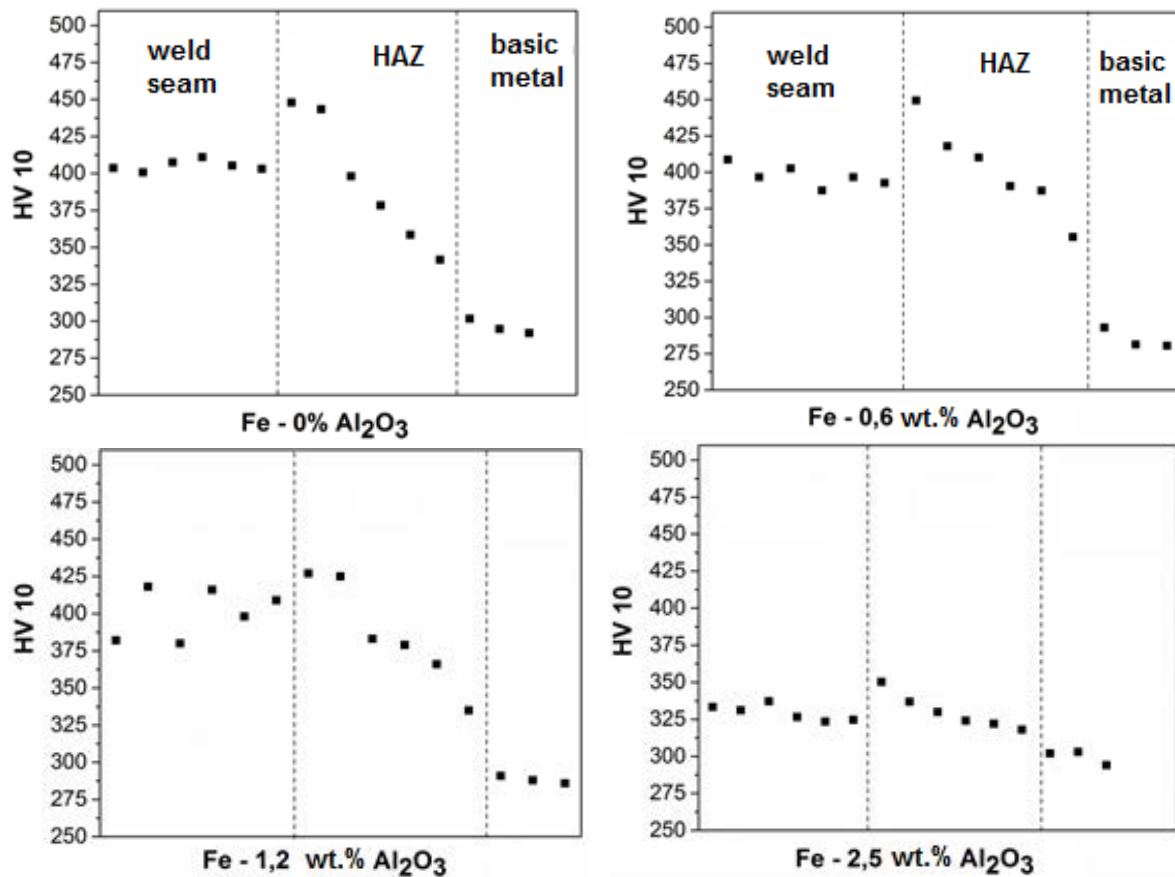 500
475
450
425
400
375
350
325
300
275
250
HV 10
weld
seam
HAZ
basic
metal
Fe - 0% Al₂O₃
500
475
450
425
400
375
350
325
300
275
250
HV 10
weld
seam
HAZ
basic
metal
Fe - 0,6 wt.% Al₂O₃
500
475
450
425
400
375
350
325
300
275
250
HV 10
Fe - 1,2 wt.% Al₂O₃
500
475
450
425
400
375
350
325
300
275
250
HV 10
Fe - 2,5 wt.% Al₂O₃